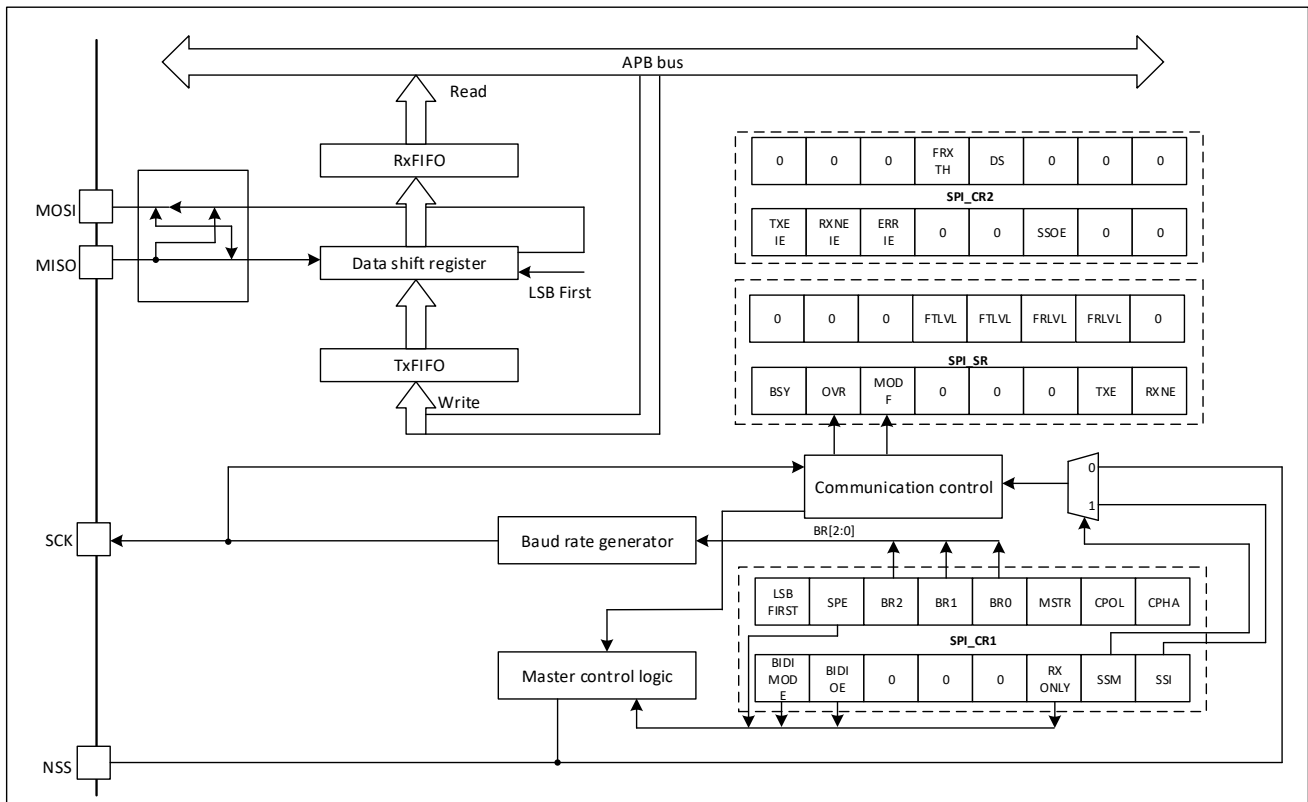 APB bus
Read
RxFIFO
MOSI
MISO
Data shift register
LSB First
TxFIFO
Write
0 0 0 FRX DS 0 0 0
TH
SPI_CR2
TXE RXNE ERR 0 0 SSOE 0 0
IE IE IE
0 0 0 FTLVL FTLVL FRLVL FRLVL 0
SPI_SR
BSY OVR MOD 0 0 0 TXE RXNE
F
Communication control
0
1
SCK
Baud rate generator
BR[2:0]
LSB SPE BR2 BR1 BR0 MSTR CPOL CPHA
FIRST
SPI_CR1
Master control logic
BIDI BIDI 0 0 0 RX SSM SSI
MOD OE ONLY
E
NSS